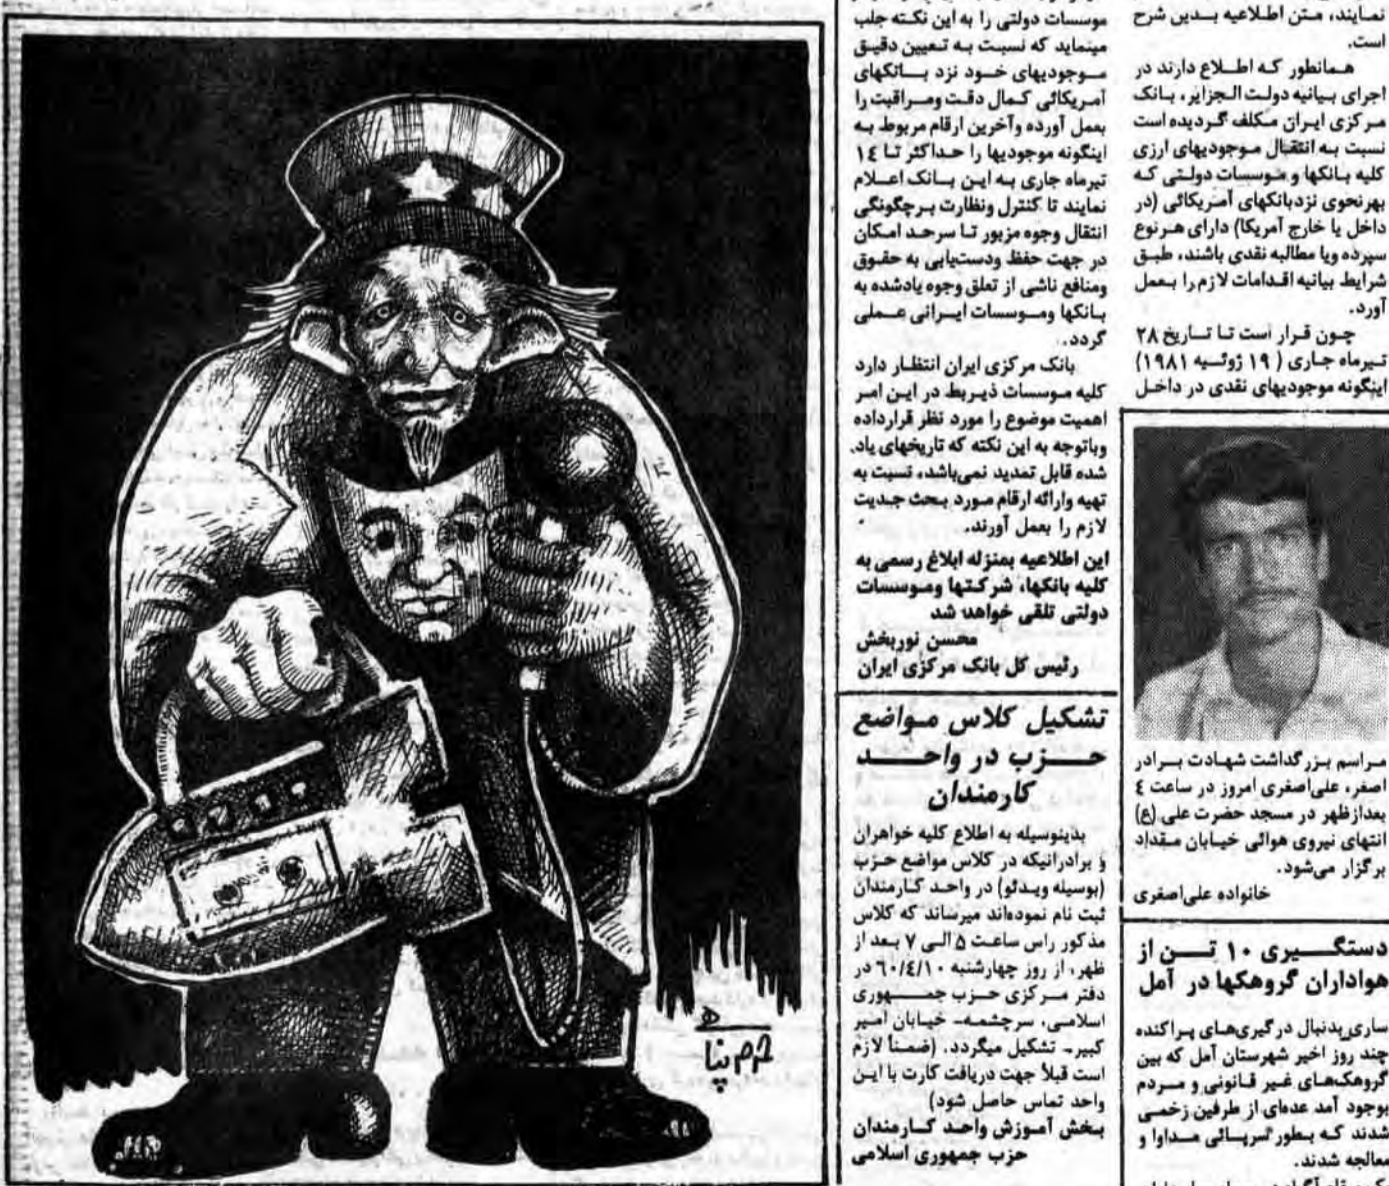 نمایند، متن اطلاعیه بدین شرح
است.
همانطور که اطلاع دارند در
اجرای بیانیه دولت الجزایر، بانک
مرکزی ایران مکلف گردیده است
نسبت به انتقال موجودیهای ارزی
کلیه بانکها و موسسات دولتی که
بهرنحوی نزدبانکهای آمریکائی (در
داخل یا خارج آمریکا) دارای هرنوع
سپرده ویا مطالبه نقدی باشند، طبق
شرایط بیانیه اقدامات لازم را بعمل
آورد.
چون قرار است تا تاریخ ۲۸
تیرماه جاری (۱۹ ژوئیه ۱۹۸۱)
اینگونه موجودیهای نقدی در داخل
مراسم بزرگداشت شهادت برادر
اصغر، علی‌اصغری امروز در ساعت ٤
بعدازظهر در مسجد حضرت علی (ع)
انتهای نیروی هوائی خیابان مقداد
برگزار می‌شود.
خانواده علی‌اصغری
دستگیری ۱۰ تن از
هواداران گروهکها در آمل
ساری‌بدنبال درگیری‌های پراکنده
چند روز اخیر شهرستان آمل که بین
گروهک‌های غیر قانونی و مردم
بوجود آمد عده‌ای از طرفین زخمی
شدند که بطور سرپائی مداوا و
معالجه شدند.
موسسات دولتی را به این نکته جلب
مینماید که نسبت به تعیین دقیق
موجودیهای خود نزد بانکهای
آمریکائی کمال دقت ومراقبت را
بعمل آورده وآخرین ارقام مربوط به
اینگونه موجودیها را حداکثر تا ۱٤
تیرماه جاری به این بانک اعلام
نمایند تا کنترل ونظارت برچگونگی
انتقال وجوه مزبور تا سرحد امکان
در جهت حفظ ودست‌یابی به حقوق
ومنافع ناشی از تعلق وجوه یادشده به
بانکها وموسسات ایرانی عملی
گردد.
بانک مرکزی ایران انتظار دارد
کلیه موسسات ذیربط در این امر
اهمیت موضوع را مورد نظر قرارداده
وباتوجه به این نکته که تاریخهای یاد
شده قابل تمدید نمی‌باشد، نسبت به
تهیه وارائه ارقام مورد بحث جدیت
لازم را بعمل آورند.
این اطلاعیه بمنزله ابلاغ رسمی به
کلیه بانکها، شرکتها وموسسات
دولتی تلقی خواهد شد
محسن نوربخش
رئیس کل بانک مرکزی ایران
تشکیل کلاس مواضع
حزب در واحد
کارمندان
بدینوسیله به اطلاع کلیه خواهران
و برادرانیکه در کلاس مواضع حزب
(بوسیله ویدئو) در واحد کارمندان
ثبت نام نموده‌اند میرساند که کلاس
مذکور راس ساعت ۵ الی ۷ بعد از
ظهر، از روز چهارشنبه ٦۰/٤/۱۰ در
دفتر مرکزی حزب جمهوری
اسلامی، سرچشمه- خیابان امیر
کبیر- تشکیل میگردد. (ضمناً لازم
است قبلاً جهت دریافت کارت با این
واحد تماس حاصل شود)
بخش آموزش واحد کارمندان
حزب جمهوری اسلامی